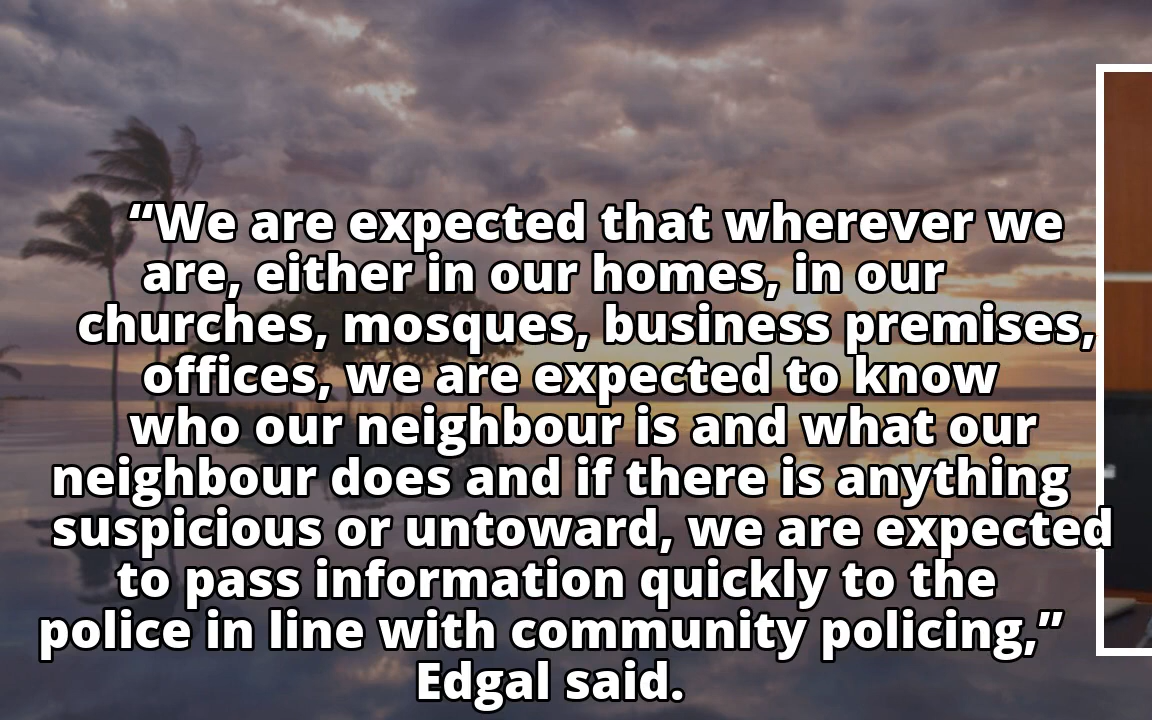 “We are expected that wherever we
are, either in our homes, in our
churches, mosques, business premises,
offices, we are expected to know
who our neighbour is and what our
neighbour does and if there is anything
suspicious or untoward, we are expected
to pass information quickly to the
police in line with community policing,”
Edgal said.